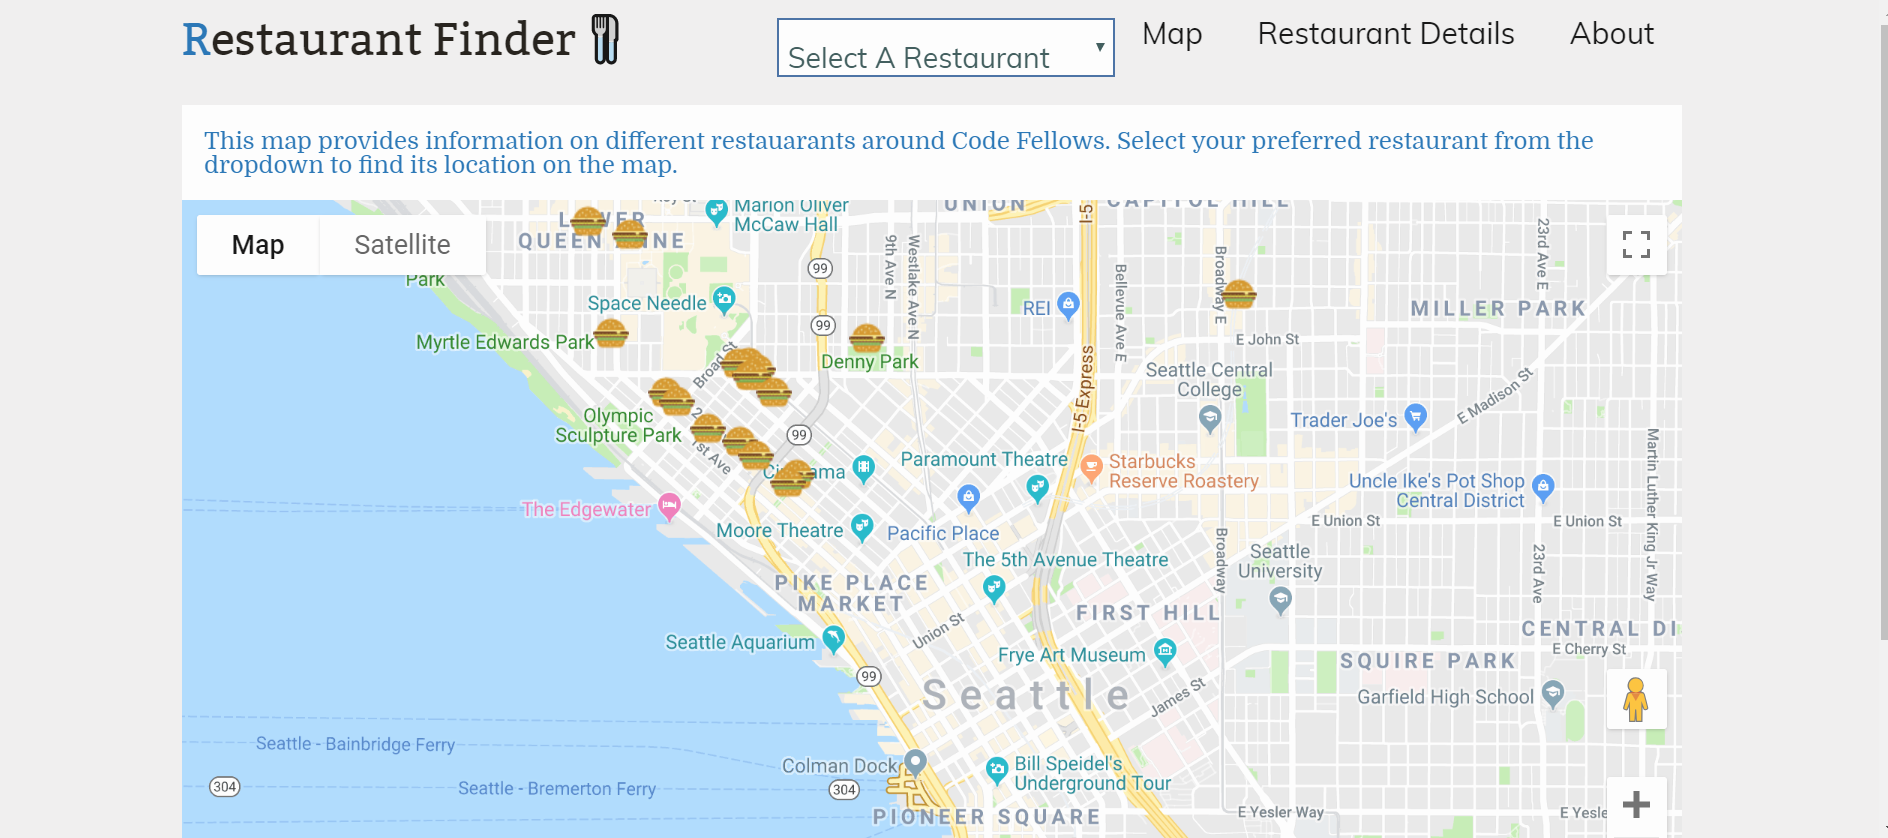 Restaurant Finder
Select A Restaurant
Map
Restaurant Details
About
This map provides information on different restauarants around Code Fellows. Select your preferred restaurant from the
dropdown to find its location on the map.
Map
Satellite
LOWER
QUEEN ANNE
Marion Oliver
McCaw Hall
UNION
CAPITOL HILL
I-5
Park
Space Needle
Myrtle Edwards Park
99
99
9th Ave N
Westlake Ave N
Denny Park
REI
Bellevue Ave E
Broadway E
E John St
23rd Ave E
MILLER PARK
I-5 Express
Seattle Central
College
Broad St
Olympic
Sculpture Park
2
1st Ave
99
Trader Joe's
E Madison St
Martin Luther King Jr Way
Paramount Theatre
Starbucks
Reserve Roastery
Uncle Ike's Pot Shop
Central District
The Edgewater
Moore Theatre
Pacific Place
E Union St
E Union St
The 5th Avenue Theatre
Seattle
University
Broadway
23rd Ave
PIKE PLACE
MARKET
FIRST HILL
Union St
Seattle Aquarium
Frye Art Museum
CENTRAL DI
E Cherry St
SQUIRE PARK
99
Seattle
James St
Garfield High School
Seattle - Bainbridge Ferry
Colman Dock
Bill Speidel's
Underground Tour
304
Seattle - Bremerton Ferry
304
PIONEER SQUARE
E Yesler Way
E Yesle